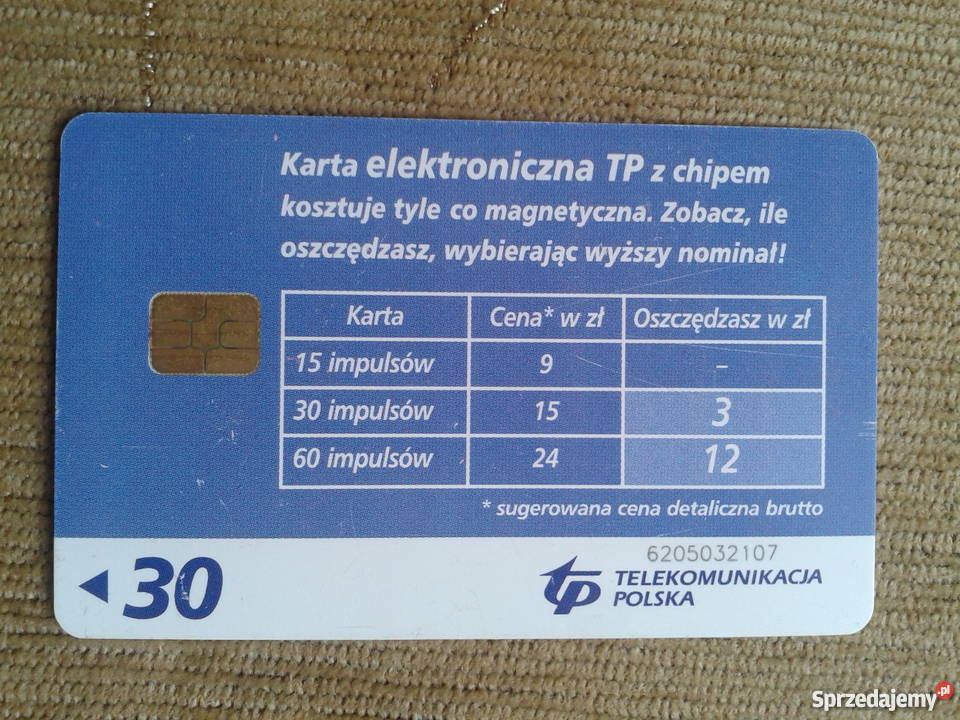 Karta elektroniczna TP z chipem
kosztuje tyle co magnetyczna. Zobacz, ile
oszczędzasz, wybierając wyższy nominał!
Karta Cena* w zł Oszczędzasz w zł
15 impulsów 9 –
30 impulsów 15 3
60 impulsów 24 12
* sugerowana cena detaliczna brutto
30
6205032107
tp TELEKOMUNIKACJA
POLSKA
Sprzedajemy.pl